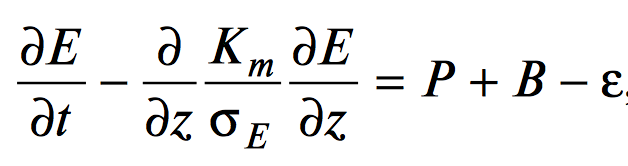 ∂E/∂t − ∂/∂z K_m/σ_E ∂E/∂z = P + B − ε,